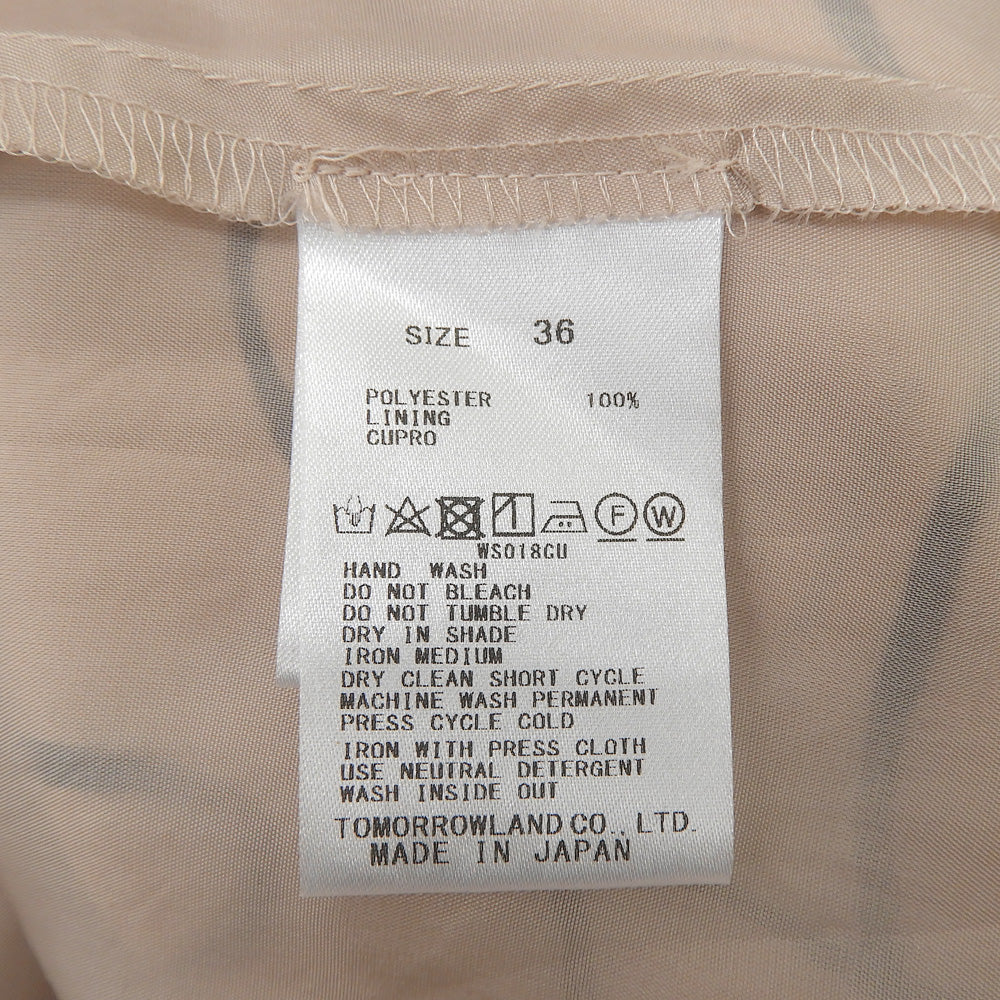 SIZE 36
POLYESTER 100%
LINING
CUPRO
F W
WS018CU
HAND WASH
DO NOT BLEACH
DO NOT TUMBLE DRY
DRY IN SHADE
IRON MEDIUM
DRY CLEAN SHORT CYCLE
MACHINE WASH PERMANENT
PRESS CYCLE COLD
IRON WITH PRESS CLOTH
USE NEUTRAL DETERGENT
WASH INSIDE OUT
TOMORROWLAND CO., LTD.
MADE IN JAPAN